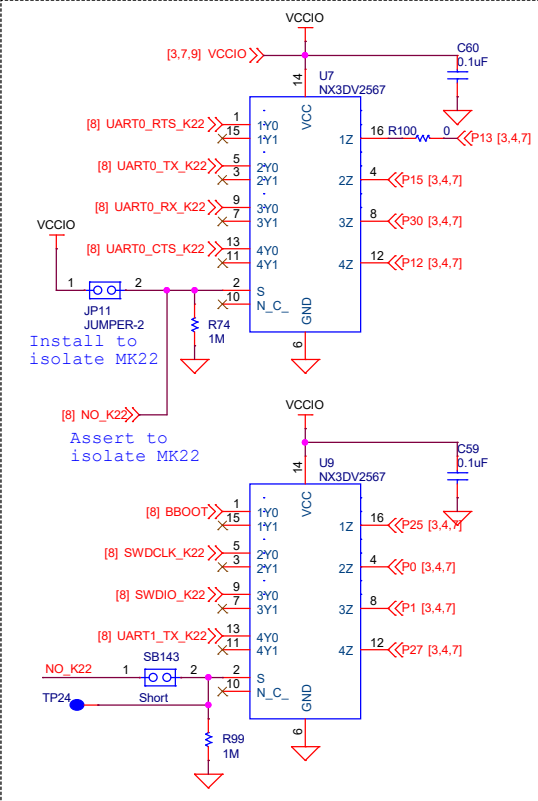 VCCIO
[3,7,9] VCCIO
C60
0.1uF
14
U7
NX3DV2567
VCC
[8] UART0_RTS_K22
1
1Y0
15
1Y1
1Z
16
R100
0
P13 [3,4,7]
[8] UART0_TX_K22
5
2Y0
3
2Y1
2Z
4
P15 [3,4,7]
[8] UART0_RX_K22
9
3Y0
7
3Y1
3Z
8
P30 [3,4,7]
[8] UART0_CTS_K22
13
4Y0
11
4Y1
4Z
12
P12 [3,4,7]
VCCIO
1
2
2
S
10
N_C_
GND
6
JP11
JUMPER-2
R74
1M
Install to
isolate MK22
[8] NO_K22
Assert to
isolate MK22
VCCIO
C59
0.1uF
14
U9
NX3DV2567
VCC
[8] BBOOT
1
1Y0
15
1Y1
1Z
16
P25 [3,4,7]
[8] SWDCLK_K22
5
2Y0
3
2Y1
2Z
4
P0 [3,4,7]
[8] SWDIO_K22
9
3Y0
7
3Y1
3Z
8
P1 [3,4,7]
[8] UART1_TX_K22
13
4Y0
11
4Y1
4Z
12
P27 [3,4,7]
SB143
NO_K22
1
2
2
S
10
N_C_
GND
6
TP24
Short
R99
1M